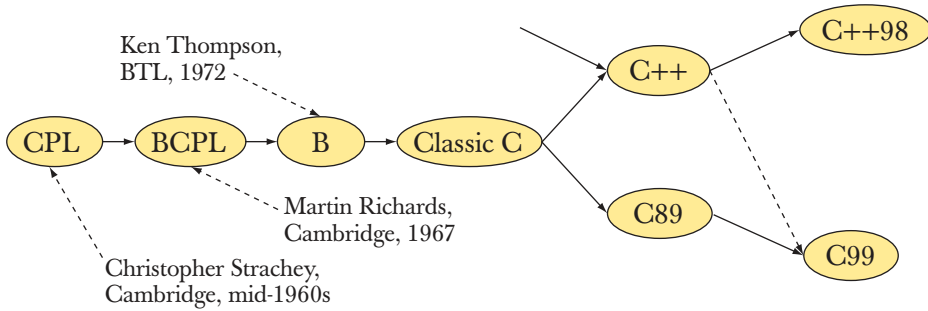 C++98
Ken Thompson,
BTL, 1972
C++
CPL
BCPL
B
Classic C
Martin Richards,
Cambridge, 1967
C89
C99
Christopher Strachey,
Cambridge, mid-1960s